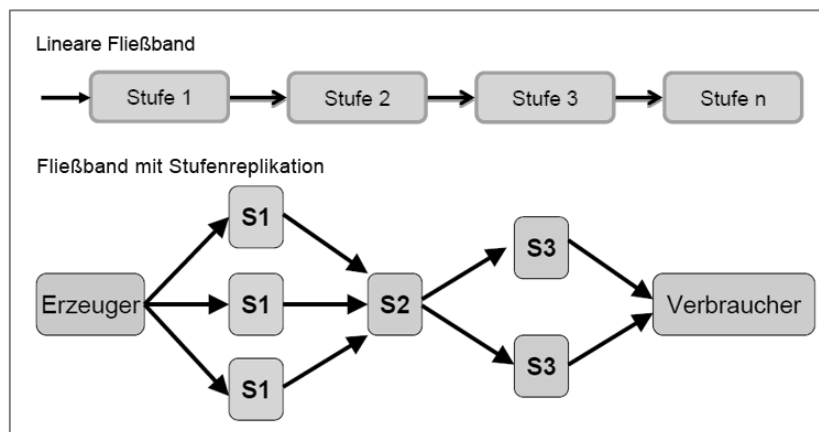 Lineare Fließband
Stufe 1
Stufe 2
Stufe 3
Stufe n
Fließband mit Stufenreplikation
S1
S3
Erzeuger
S1
S2
Verbraucher
S3
S1